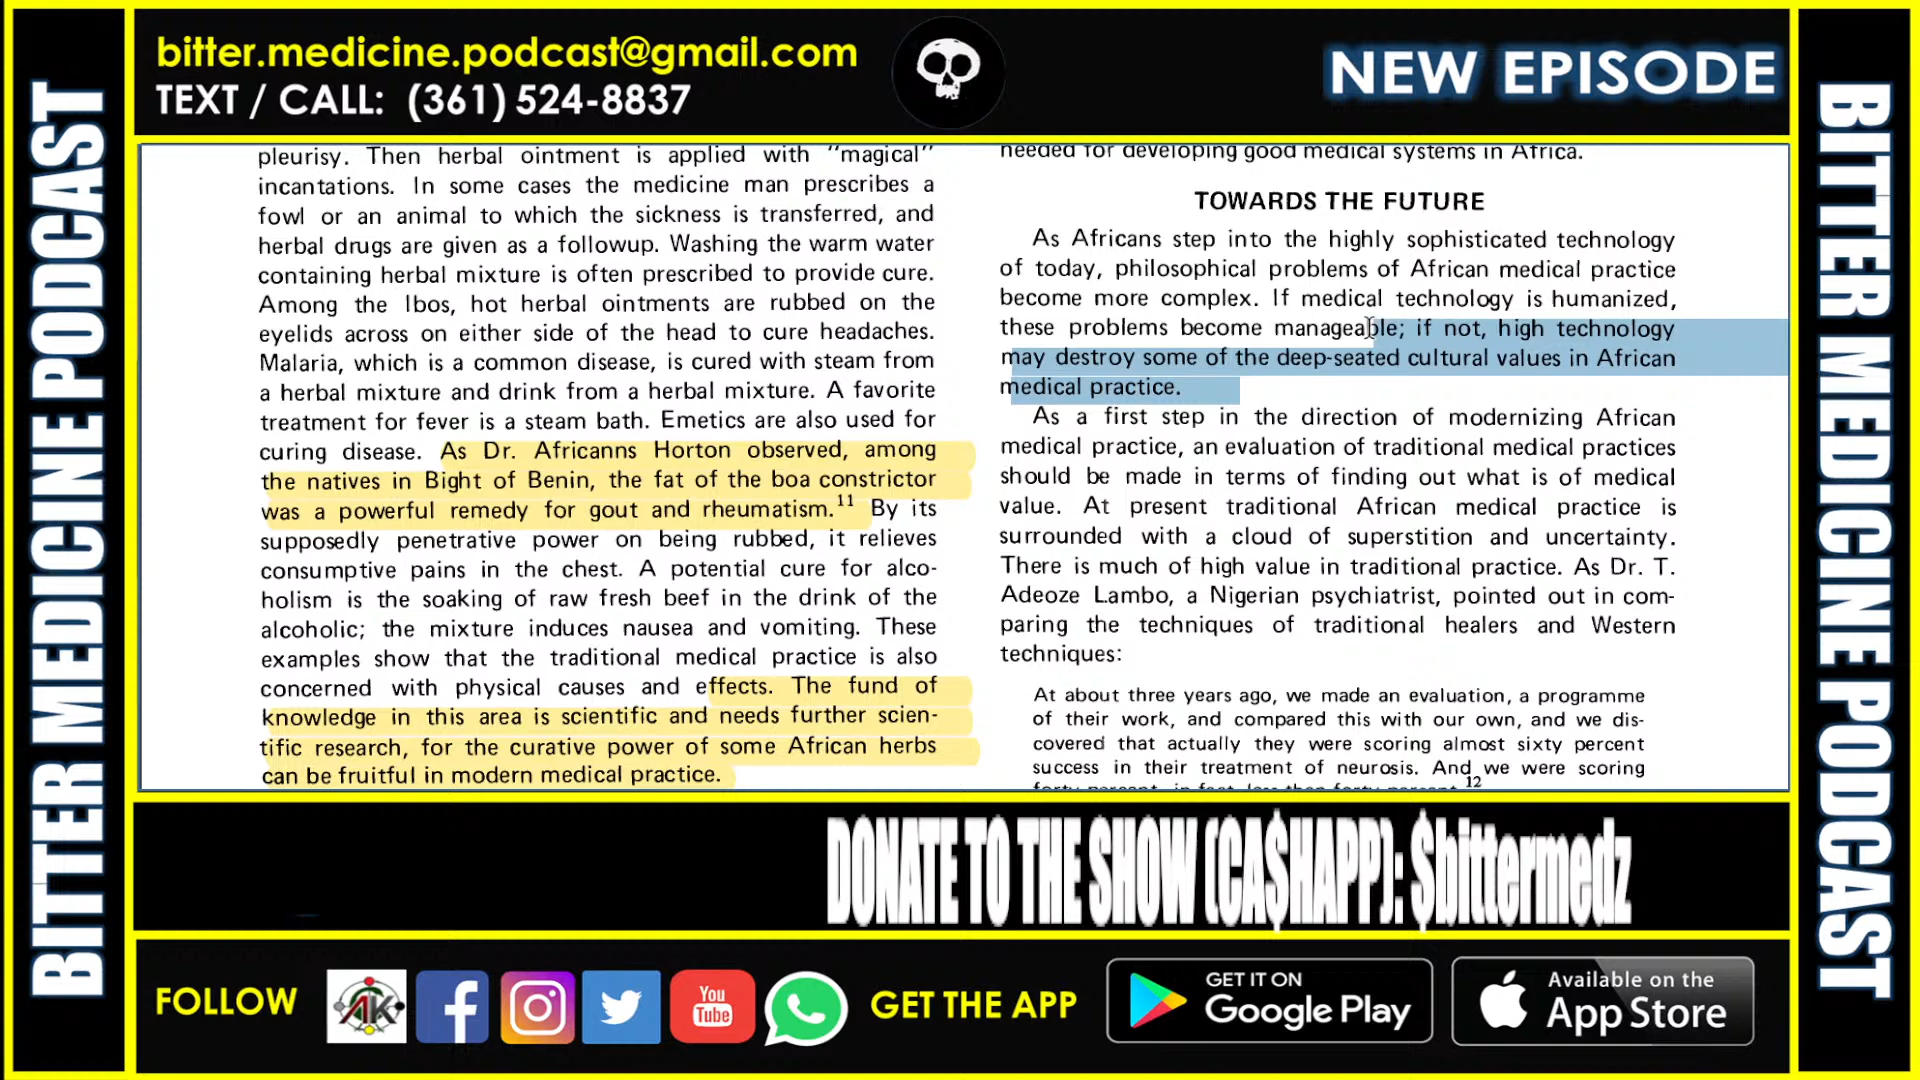 bitter.medicine.podcast@gmail.com
TEXT / CALL: (361) 524-8837
NEW EPISODE
BITTER MEDICINE PODCAST
pleurisy. Then herbal ointment is applied with "magical"
incantations. In some cases the medicine man prescribes a
fowl or an animal to which the sickness is transferred, and
herbal drugs are given as a followup. Washing the warm water
containing herbal mixture is often prescribed to provide cure.
Among the Ibos, hot herbal ointments are rubbed on the
eyelids across on either side of the head to cure headaches.
Malaria, which is a common disease, is cured with steam from
a herbal mixture and drink from a herbal mixture. A favorite
treatment for fever is a steam bath. Emetics are also used for
curing disease. As Dr. Africanns Horton observed, among
the natives in Bight of Benin, the fat of the boa constrictor
was a powerful remedy for gout and rheumatism.11 By its
supposedly penetrative power on being rubbed, it relieves
consumptive pains in the chest. A potential cure for alco-
holism is the soaking of raw fresh beef in the drink of the
alcoholic; the mixture induces nausea and vomiting. These
examples show that the traditional medical practice is also
concerned with physical causes and effects. The fund of
knowledge in this area is scientific and needs further scien-
tific research, for the curative power of some African herbs
can be fruitful in modern medical practice.
needed for developing good medical systems in Africa.
TOWARDS THE FUTURE
As Africans step into the highly sophisticated technology
of today, philosophical problems of African medical practice
become more complex. If medical technology is humanized,
these problems become manageable; if not, high technology
may destroy some of the deep-seated cultural values in African
medical practice.
As a first step in the direction of modernizing African
medical practice, an evaluation of traditional medical practices
should be made in terms of finding out what is of medical
value. At present traditional African medical practice is
surrounded with a cloud of superstition and uncertainty.
There is much of high value in traditional practice. As Dr. T.
Adeoze Lambo, a Nigerian psychiatrist, pointed out in com-
paring the techniques of traditional healers and Western
techniques:
At about three years ago, we made an evaluation, a programme
of their work, and compared this with our own, and we dis-
covered that actually they were scoring almost sixty percent
success in their treatment of neurosis. And we were scoring
forty percent, in fact, less than forty percent.12
BITTER MEDICINE PODCAST
DONATE TO THE SHOW (CA$HAPP): $bittermedz
FOLLOW
AK
You
Tube
GET THE APP
GET IT ON
Google Play
Available on the
App Store